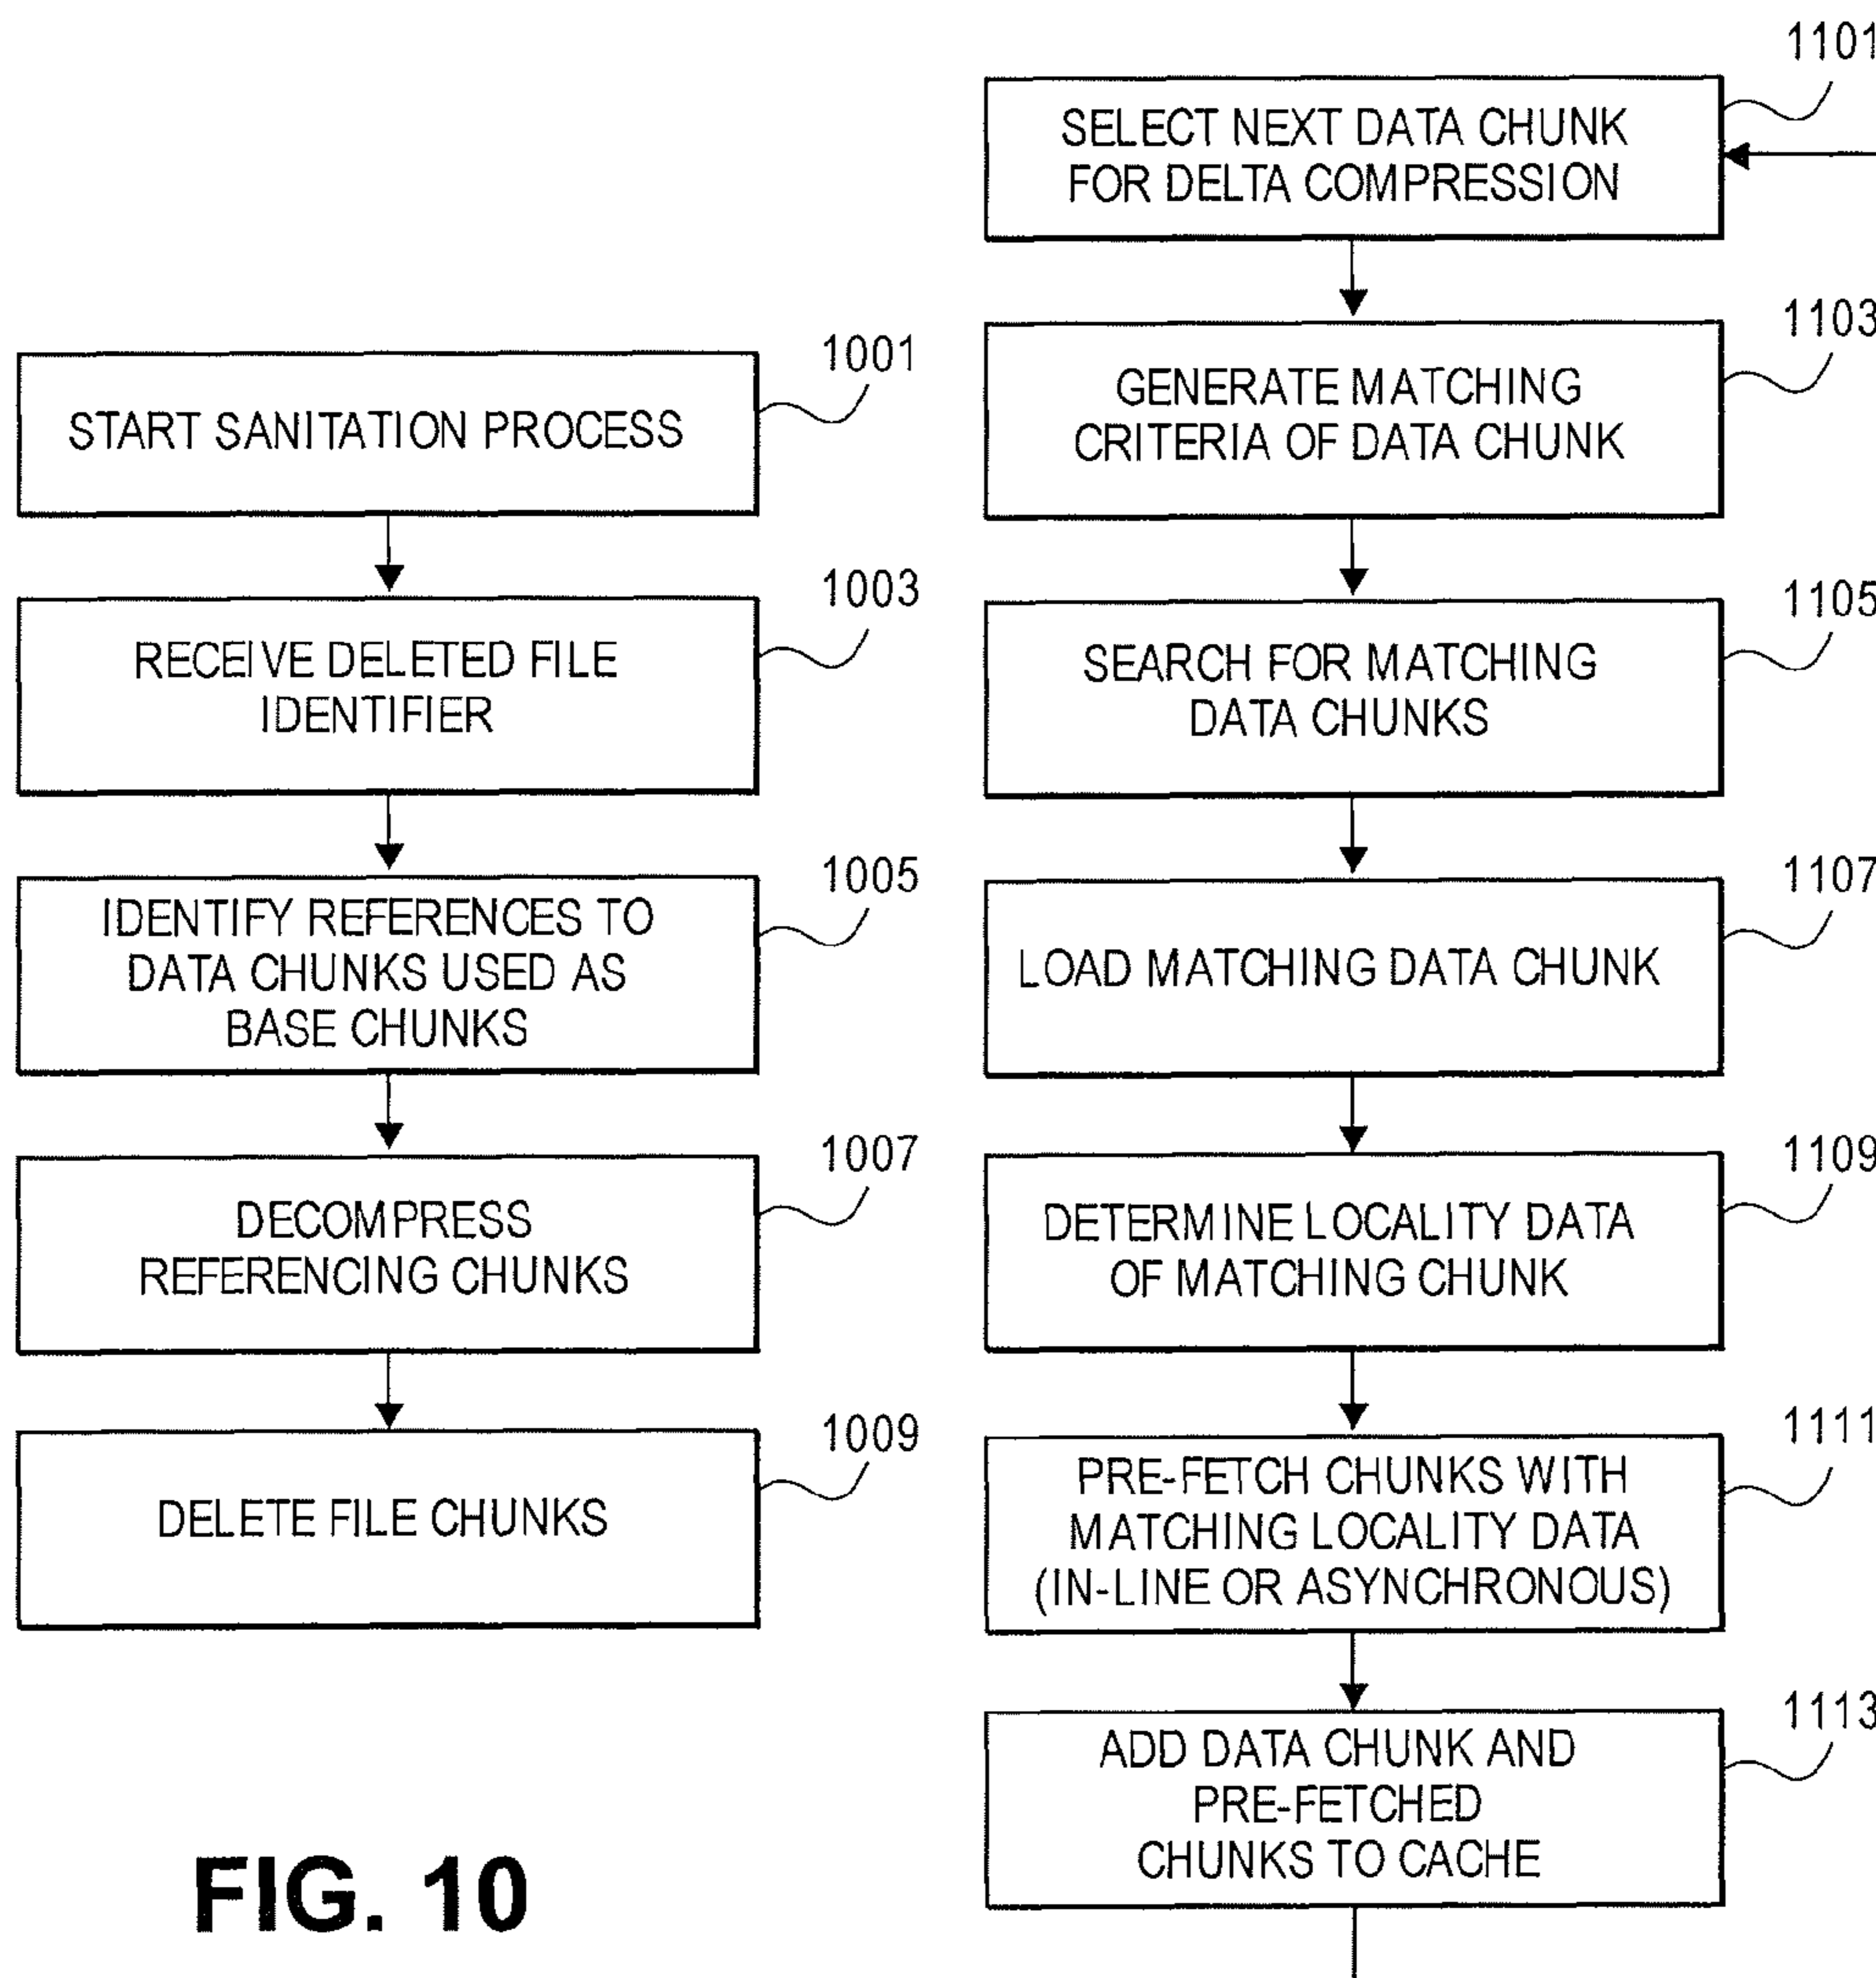 1001
START SANITATION PROCESS
1003
RECEIVE DELETED FILE
IDENTIFIER
1005
IDENTIFY REFERENCES TO
DATA CHUNKS USED AS
BASE CHUNKS
1007
DECOMPRESS
REFERENCING CHUNKS
1009
DELETE FILE CHUNKS
FIG. 10
1101
SELECT NEXT DATA CHUNK
FOR DELTA COMPRESSION
1103
GENERATE MATCHING
CRITERIA OF DATA CHUNK
1105
SEARCH FOR MATCHING
DATA CHUNKS
1107
LOAD MATCHING DATA CHUNK
1109
DETERMINE LOCALITY DATA
OF MATCHING CHUNK
1111
PRE-FETCH CHUNKS WITH
MATCHING LOCALITY DATA
(IN-LINE OR ASYNCHRONOUS)
1113
ADD DATA CHUNK AND
PRE-FETCHED
CHUNKS TO CACHE